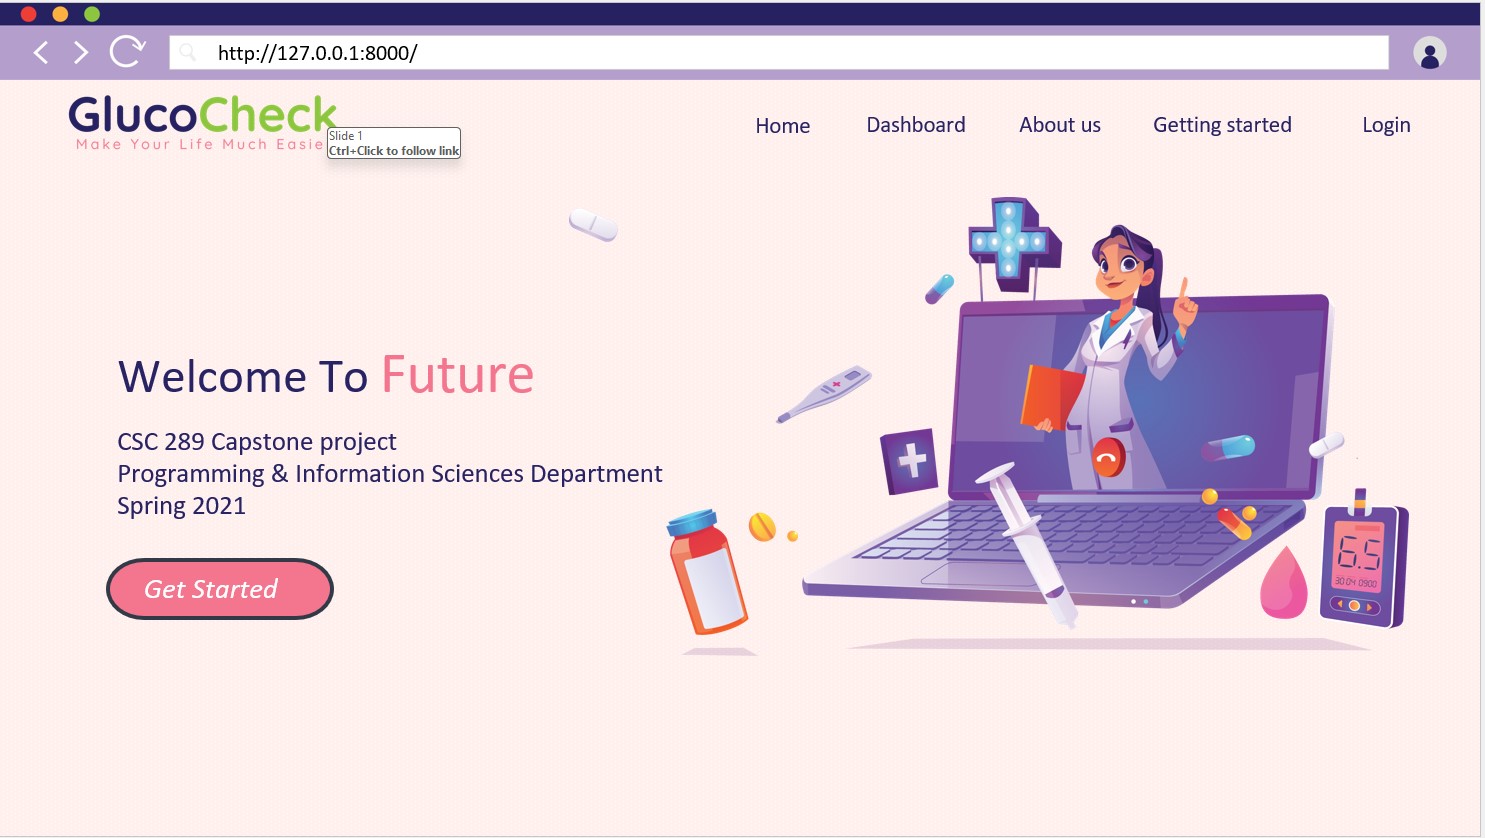 http://127.0.0.1:8000/
GlucoCheck
Make Your Life Much Easie
Slide 1
Ctrl+Click to follow link
Home Dashboard About us Getting started Login
Welcome To Future
CSC 289 Capstone project
Programming & Information Sciences Department
Spring 2021
Get Started
6.5
30 04 0900